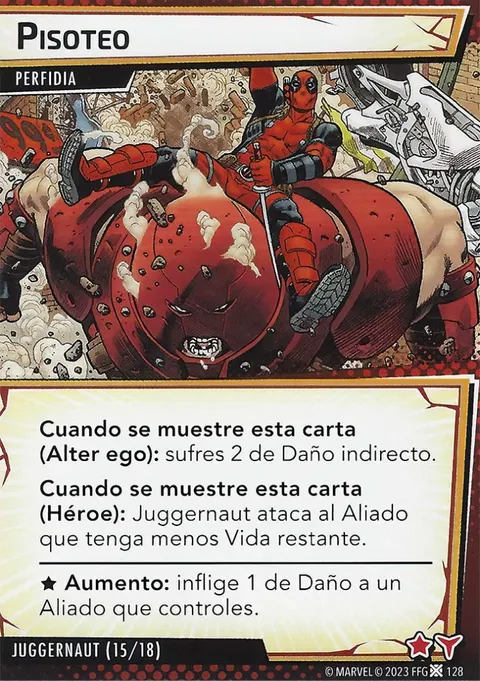 Pisoteo
PERFIDIA
99¢
Cuando se muestre esta carta
(Alter ego): sufres 2 de Daño indirecto.
Cuando se muestre esta carta
(Héroe): Juggernaut ataca al Aliado
que tenga menos Vida restante.
★ Aumento: inflige 1 de Daño a un
Aliado que controles.
JUGGERNAUT (15/18)
© MARVEL © 2023 FFG 128